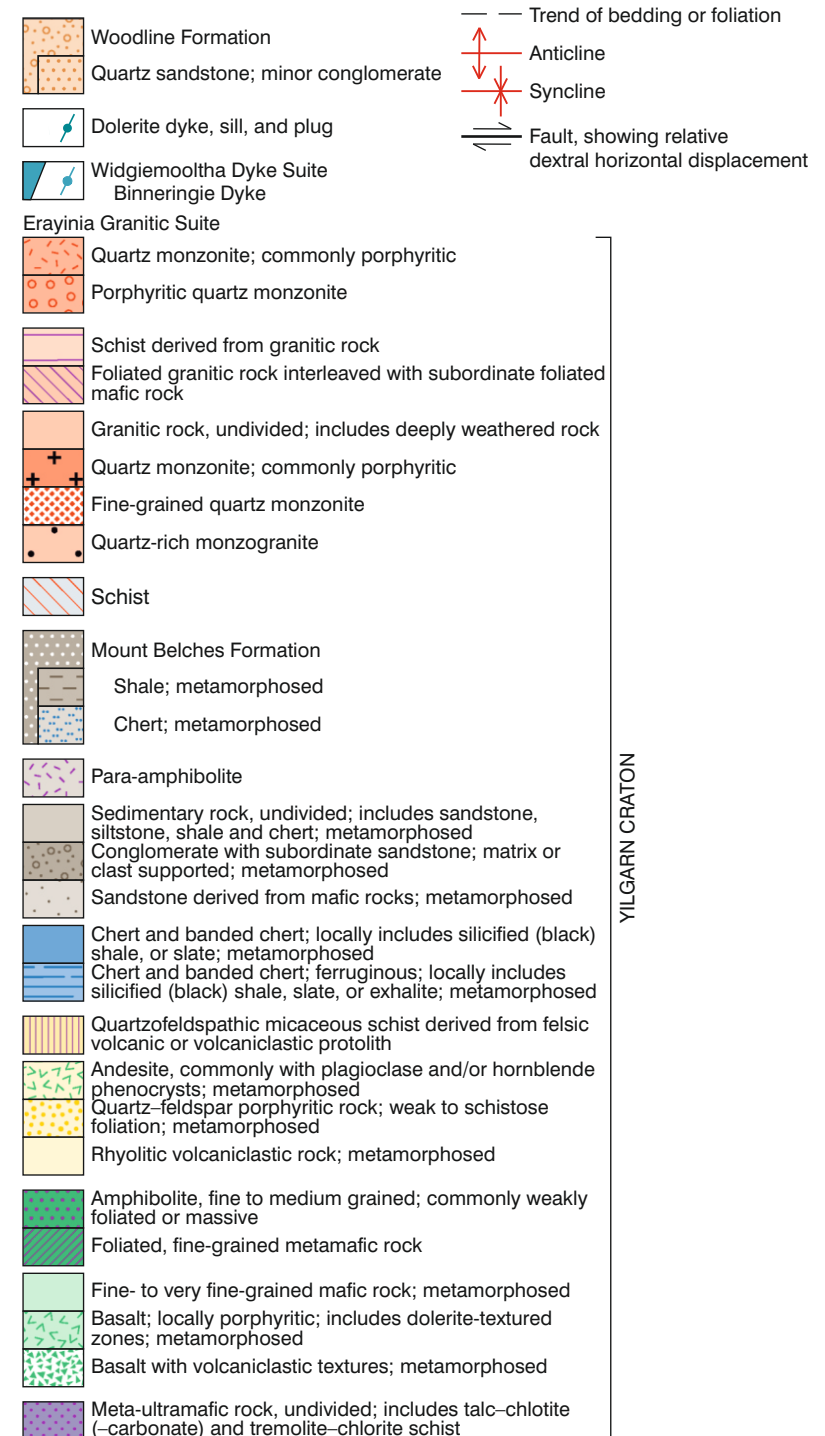 Woodline Formation
Quartz sandstone; minor conglomerate
Dolerite dyke, sill, and plug
Widgiemooltha Dyke Suite
Binneringie Dyke
Trend of bedding or foliation
Anticline
Syncline
Fault, showing relative
dextral horizontal displacement
Erayinia Granitic Suite
Quartz monzonite; commonly porphyritic
Porphyritic quartz monzonite
Schist derived from granitic rock
Foliated granitic rock interleaved with subordinate foliated
mafic rock
Granitic rock, undivided; includes deeply weathered rock
Quartz monzonite; commonly porphyritic
Fine-grained quartz monzonite
Quartz-rich monzogranite
Schist
Mount Belches Formation
Shale; metamorphosed
Chert; metamorphosed
Para-amphibolite
Sedimentary rock, undivided; includes sandstone,
siltstone, shale and chert; metamorphosed
Conglomerate with subordinate sandstone; matrix or
clast supported; metamorphosed
Sandstone derived from mafic rocks; metamorphosed
Chert and banded chert; locally includes silicified (black)
shale, or slate; metamorphosed
Chert and banded chert; ferruginous; locally includes
silicified (black) shale, slate, or exhalite; metamorphosed
Quartzofeldspathic micaceous schist derived from felsic
volcanic or volcaniclastic protolith
Andesite, commonly with plagioclase and/or hornblende
phenocrysts; metamorphosed
Quartz–feldspar porphyritic rock; weak to schistose
foliation; metamorphosed
Rhyolitic volcaniclastic rock; metamorphosed
Amphibolite, fine to medium grained; commonly weakly
foliated or massive
Foliated, fine-grained metamafic rock
Fine- to very fine-grained mafic rock; metamorphosed
Basalt; locally porphyritic; includes dolerite-textured
zones; metamorphosed
Basalt with volcaniclastic textures; metamorphosed
Meta-ultramafic rock, undivided; includes talc–chlotite
(–carbonate) and tremolite–chlorite schist
YILGARN CRATON